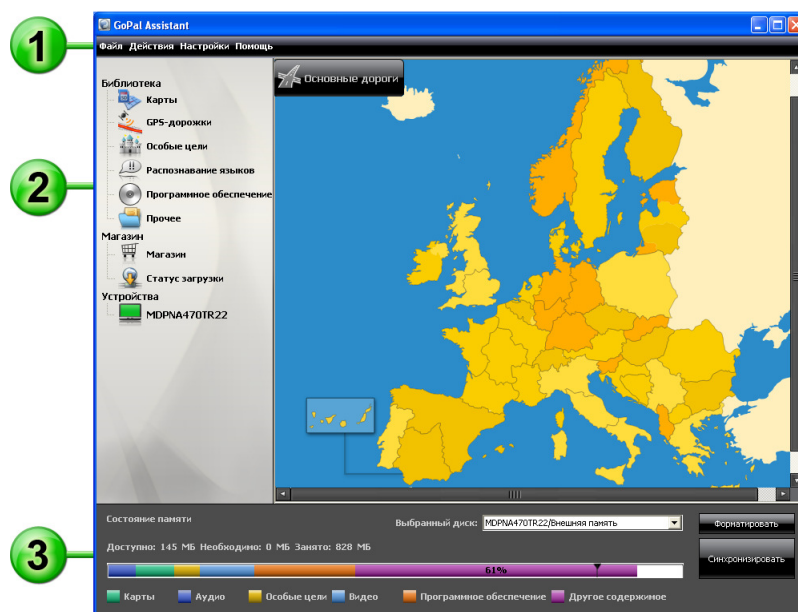 GoPal Assistant
1
Файл Действия Настройки Помощь
Библиотека
Карты
GPS-дорожки
Особые цели
Распознавание языков
Программное обеспечение
Прочее
Магазин
Магазин
Статус загрузки
Устройства
MDPNA470TR22
Основные дороги
2
3
Состояние памяти
Выбранный диск: MDPNA470TR22/Внешняя память
Форматировать
Доступно: 145 МБ Необходимо: 0 МБ Занято: 828 МБ
Синхронизировать
61%
Карты Аудио Особые цели Видео Программное обеспечение Другое содержимое